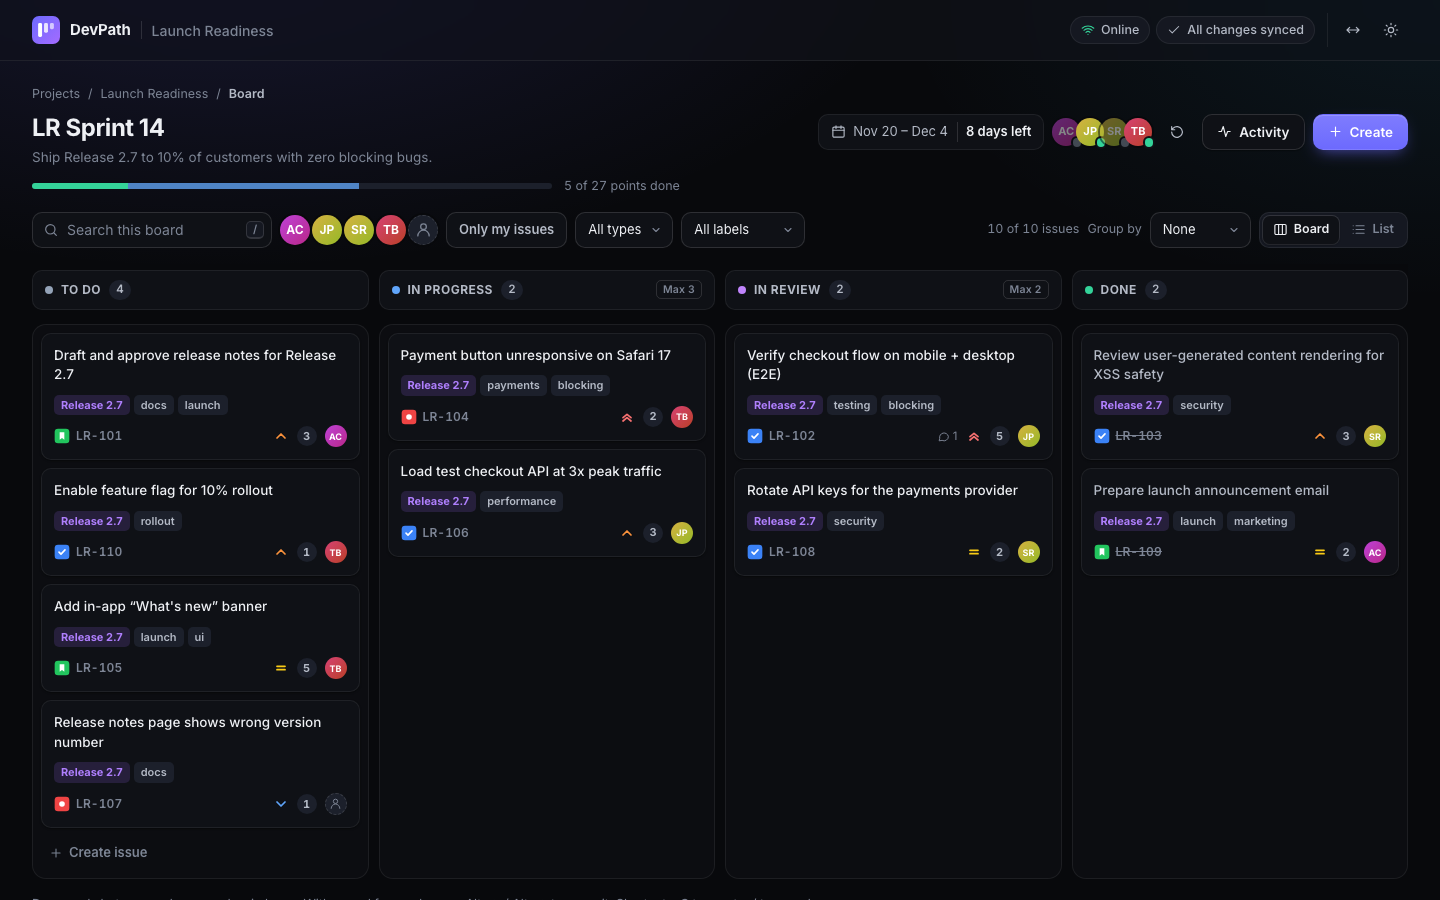 DevPath
Launch Readiness
Online
All changes synced
Projects / Launch Readiness / Board
LR Sprint 14
Ship Release 2.7 to 10% of customers with zero blocking bugs.
Nov 20 – Dec 4
8 days left
AC JP SR TB
Activity
+ Create
5 of 27 points done
Search this board /
AC JP SR TB
Only my issues
All types
All labels
10 of 10 issues
Group by
None
Board
List
TO DO 4
Draft and approve release notes for Release
2.7
Release 2.7 docs launch
LR-101 3 AC
Enable feature flag for 10% rollout
Release 2.7 rollout
LR-110 1 TB
Add in-app “What's new” banner
Release 2.7 launch ui
LR-105 5 TB
Release notes page shows wrong version
number
Release 2.7 docs
LR-107 1
+ Create issue
IN PROGRESS 2 Max 3
Payment button unresponsive on Safari 17
Release 2.7 payments blocking
LR-104 2 TB
Load test checkout API at 3x peak traffic
Release 2.7 performance
LR-106 3 JP
IN REVIEW 2 Max 2
Verify checkout flow on mobile + desktop
(E2E)
Release 2.7 testing blocking
LR-102 1 5 JP
Rotate API keys for the payments provider
Release 2.7 security
LR-108 2 SR
DONE 2
Review user-generated content rendering for
XSS safety
Release 2.7 security
LR-103 3 SR
Prepare launch announcement email
Release 2.7 launch marketing
LR-109 2 AC